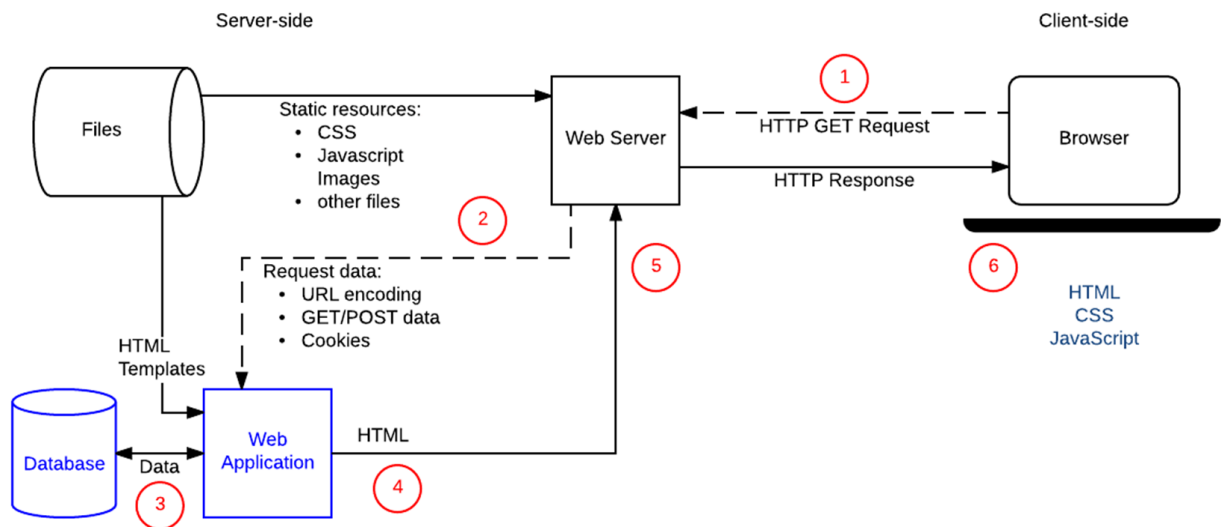 Server-side
Client-side
Files
Static resources:
• CSS
• Javascript
Images
• other files
Web Server
1
HTTP GET Request
HTTP Response
Browser
2
Request data:
• URL encoding
• GET/POST data
• Cookies
5
6
HTML
CSS
JavaScript
HTML
Templates
Database
Data
3
Web
Application
HTML
4